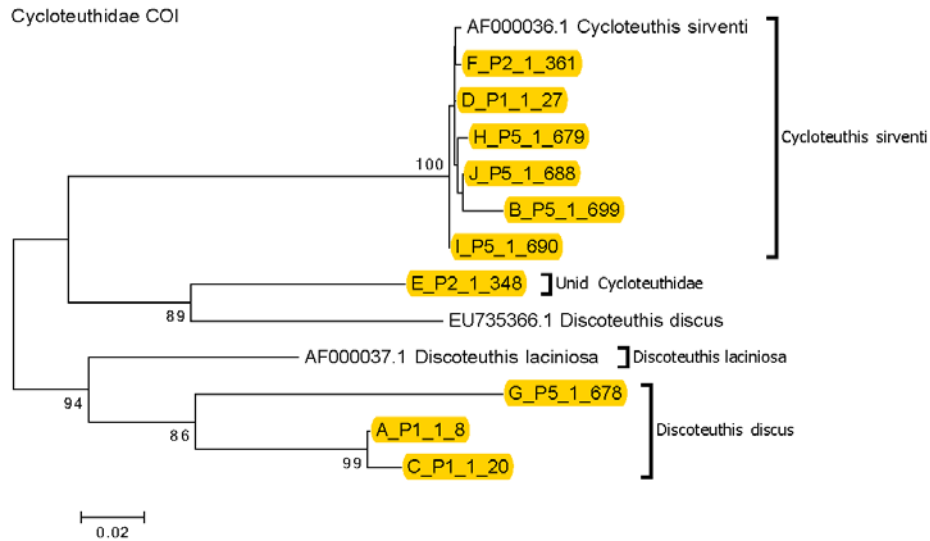 Cycloteuthidae COI
AF000036.1 Cycloteuthis sirventi
F_P2_1_361
D_P1_1_27
H_P5_1_679
Cycloteuthis sirventi
100
J_P5_1_688
B_P5_1_699
I_P5_1_690
E_P2_1_348
Unid Cycloteuthidae
89
EU735366.1 Discoteuthis discus
AF000037.1 Discoteuthis laciniosa
Discoteuthis laciniosa
94
G_P5_1_678
86
A_P1_1_8
Discoteuthis discus
99
C_P1_1_20
0.02